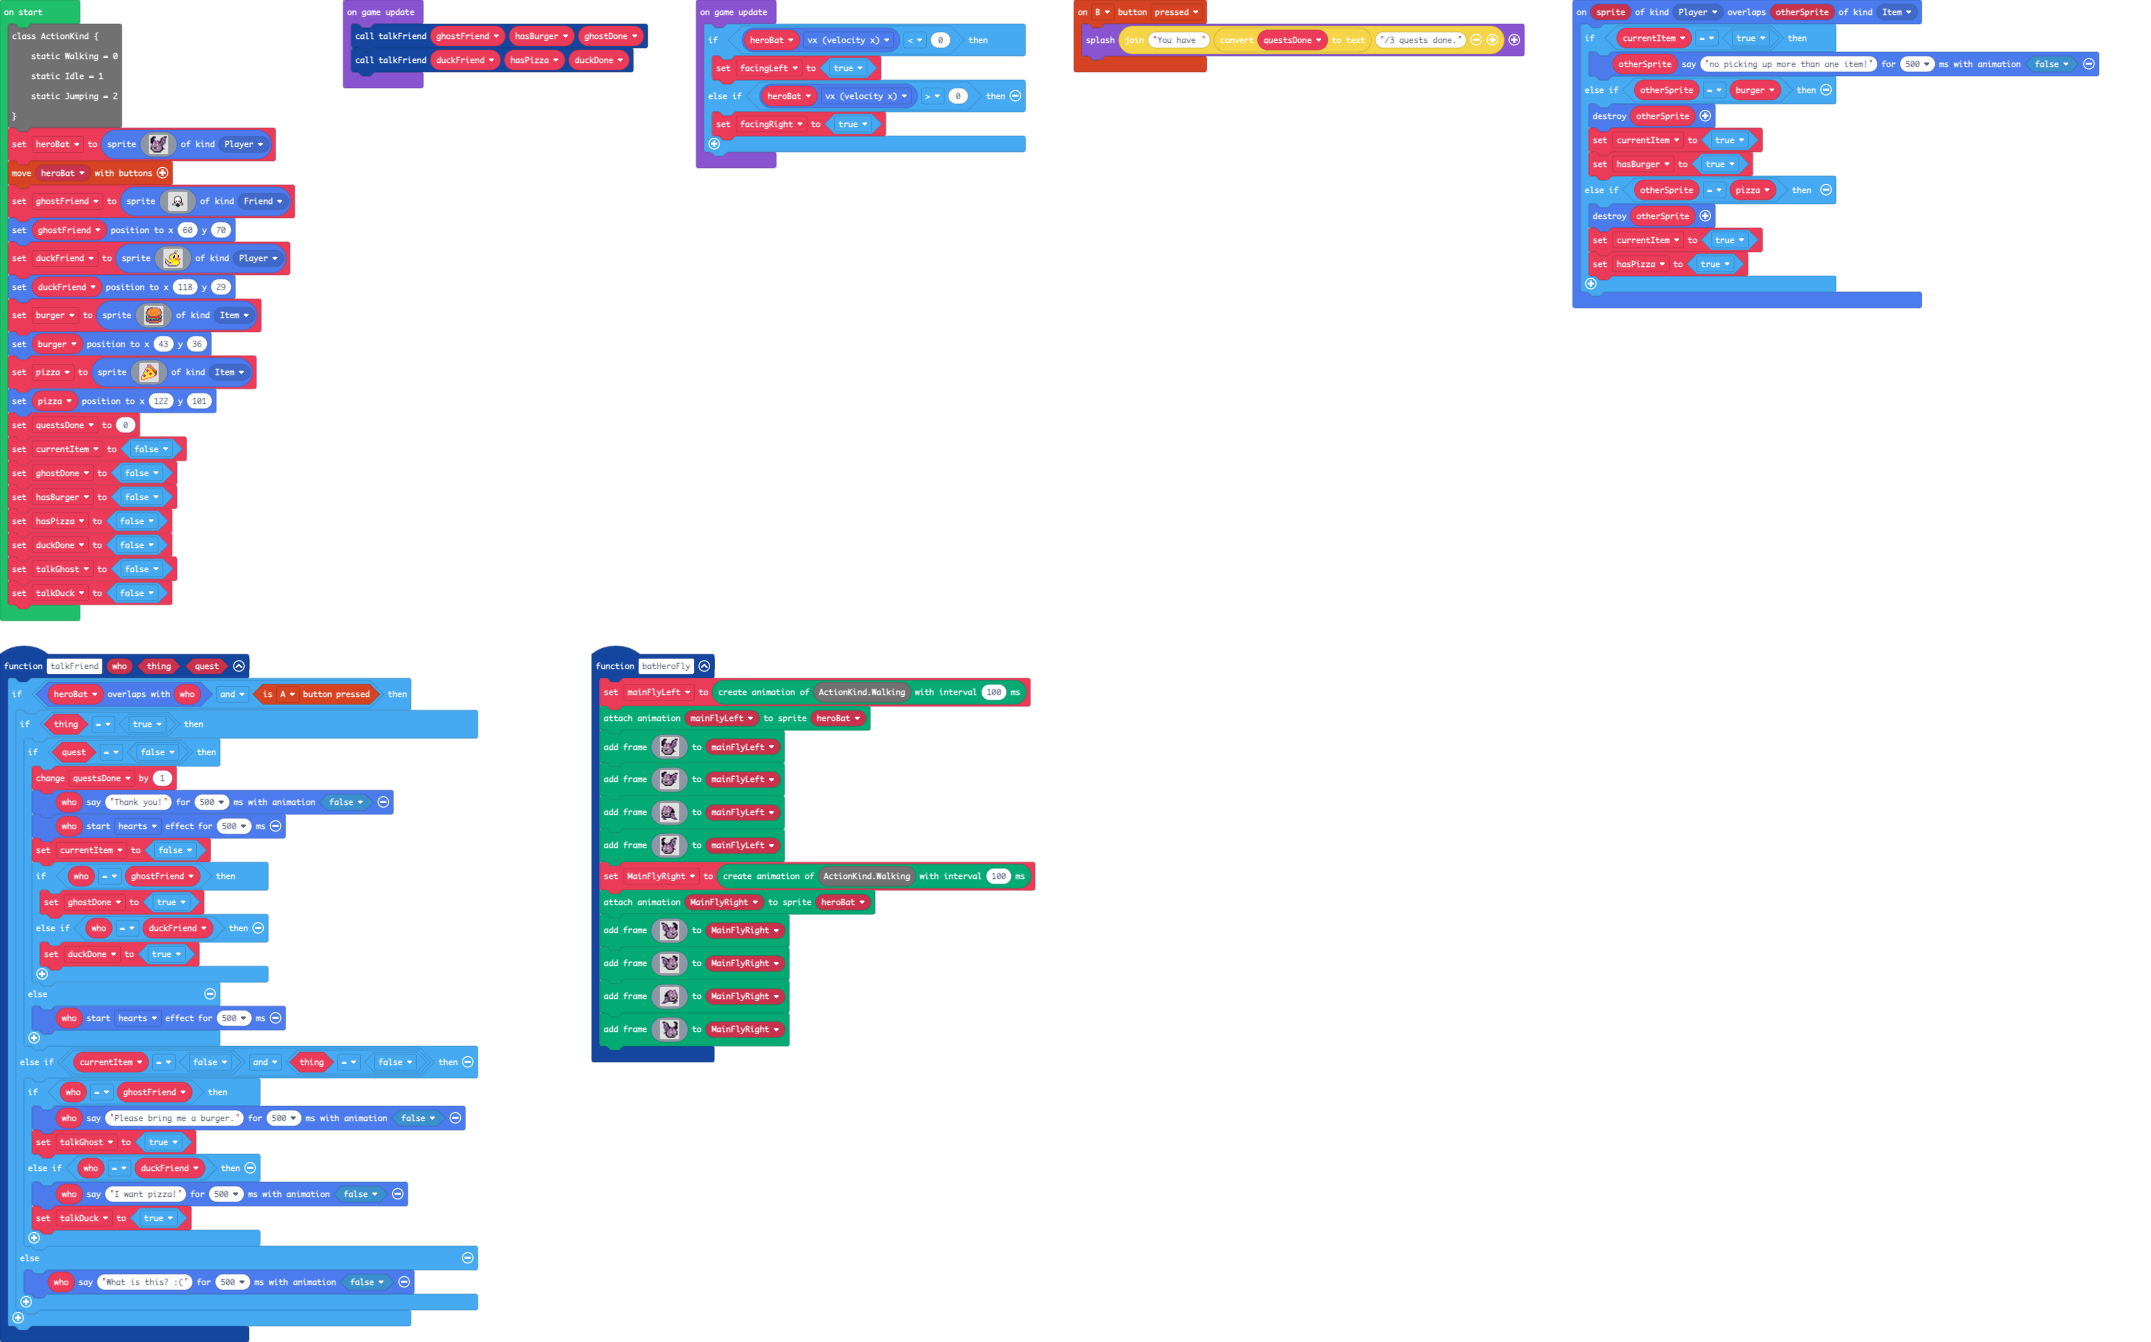 on start
class ActionKind {
static Walking = 0
static Idle = 1
static Jumping = 2
}
set heroBat to sprite of kind Player
move heroBat with buttons
set ghostFriend to sprite of kind Friend
set ghostFriend position to x 60 y 70
set duckFriend to sprite of kind Player
set duckFriend position to x 118 y 29
set burger to sprite of kind Item
set burger position to x 43 y 36
set pizza to sprite of kind Item
set pizza position to x 122 y 101
set questsDone to 0
set currentItem to false
set ghostDone to false
set hasBurger to false
set hasPizza to false
set duckDone to false
set talkGhost to false
set talkDuck to false
on game update
call talkFriend ghostFriend hasBurger ghostDone
call talkFriend duckFriend hasPizza duckDone
on game update
if heroBat vx (velocity x) < 0 then
set facingLeft to true
else if heroBat vx (velocity x) > 0 then
set facingRight to true
on B button pressed
splash join "You have " convert questsDone to text "/3 quests done."
on sprite of kind Player overlaps otherSprite of kind Item
if currentItem = true then
otherSprite say "no picking up more than one item!" for 500 ms with animation false
else if otherSprite = burger then
destroy otherSprite
set currentItem to true
set hasBurger to true
else if otherSprite = pizza then
destroy otherSprite
set currentItem to true
set hasPizza to true
function talkFriend who thing quest
if heroBat overlaps with who and is A button pressed then
if thing = true then
if quest = false then
change questsDone by 1
who say "Thank you!" for 500 ms with animation false
who start hearts effect for 500 ms
set currentItem to false
if who = ghostFriend then
set ghostDone to true
else if who = duckFriend then
set duckDone to true
else
who start hearts effect for 500 ms
else if currentItem = false and thing = false then
if who = ghostFriend then
who say "Please bring me a burger." for 500 ms with animation false
set talkGhost to true
else if who = duckFriend then
who say "I want pizza!" for 500 ms with animation false
set talkDuck to true
else
who say "What is this? :(" for 500 ms with animation false
function batHeroFly
set mainFlyLeft to create animation of ActionKind.Walking with interval 100 ms
attach animation mainFlyLeft to sprite heroBat
add frame to mainFlyLeft
add frame to mainFlyLeft
add frame to mainFlyLeft
add frame to mainFlyLeft
set MainFlyRight to create animation of ActionKind.Walking with interval 100 ms
attach animation MainFlyRight to sprite heroBat
add frame to MainFlyRight
add frame to MainFlyRight
add frame to MainFlyRight
add frame to MainFlyRight